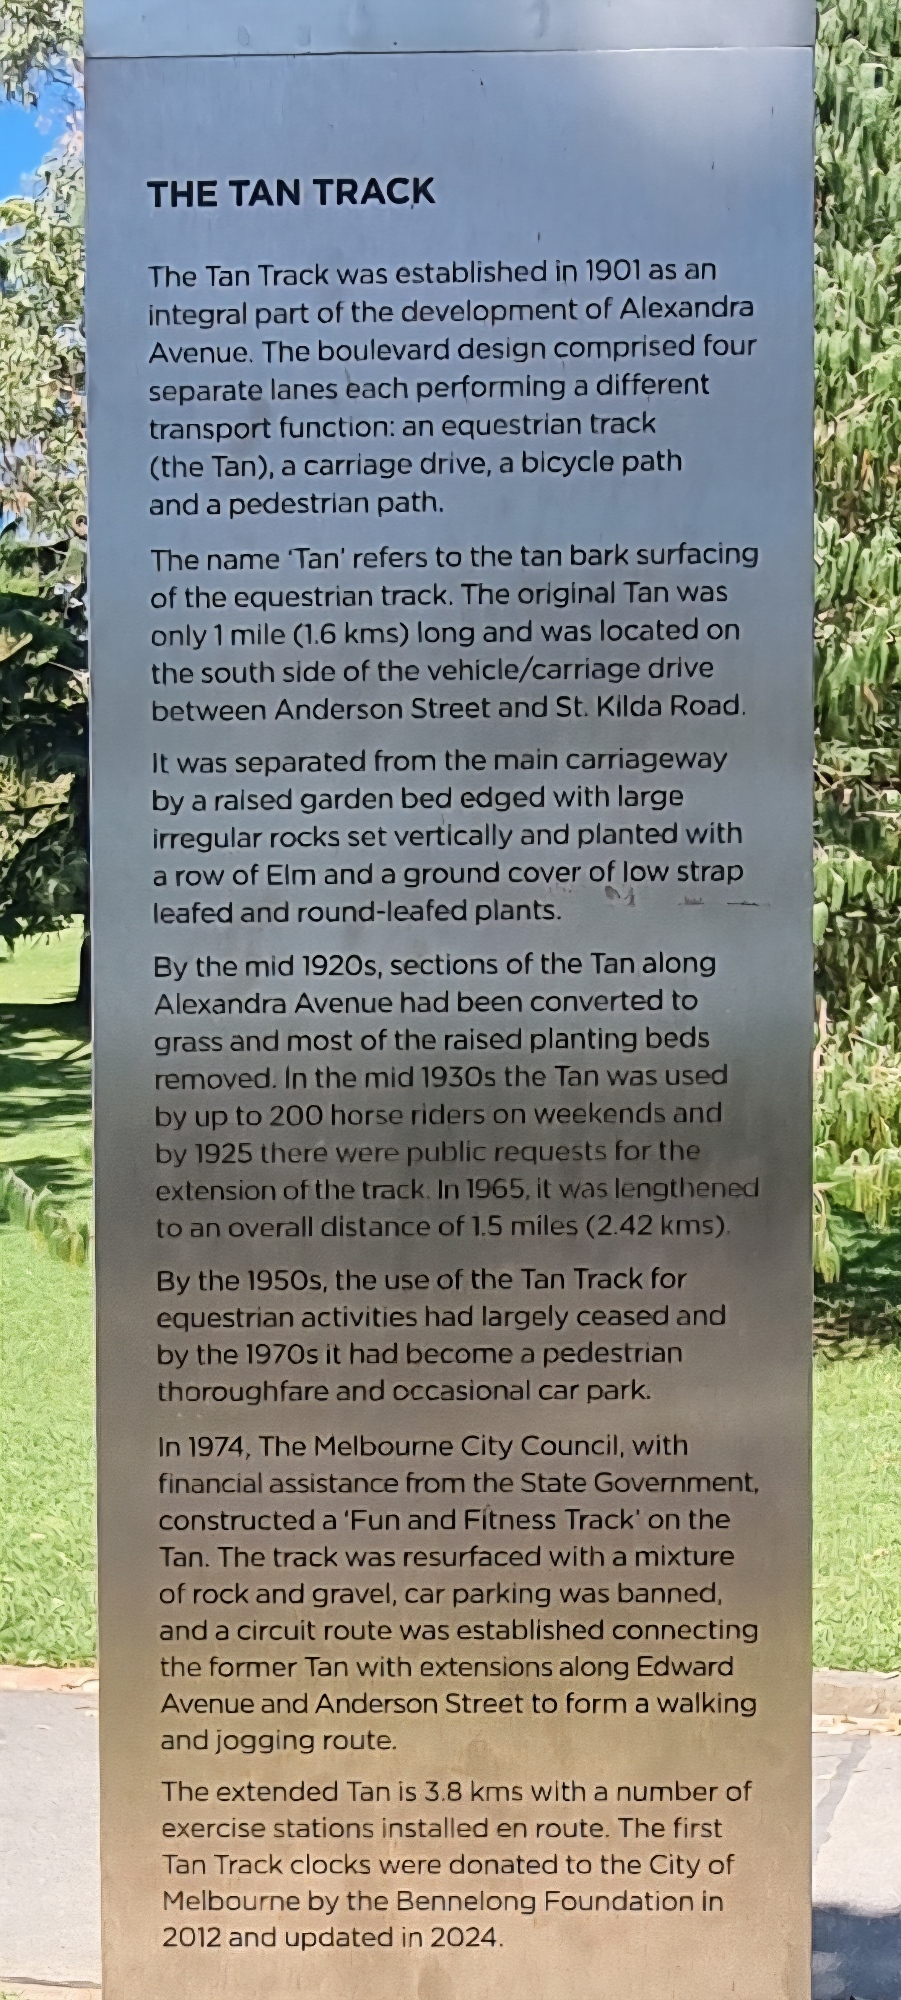 THE TAN TRACK
The Tan Track was established in 1901 as an
integral part of the development of Alexandra
Avenue. The boulevard design comprised four
separate lanes each performing a different
transport function: an equestrian track
(the Tan), a carriage drive, a bicycle path
and a pedestrian path.
The name ‘Tan’ refers to the tan bark surfacing
of the equestrian track. The original Tan was
only 1 mile (1.6 kms) long and was located on
the south side of the vehicle/carriage drive
between Anderson Street and St. Kilda Road.
It was separated from the main carriageway
by a raised garden bed edged with large
irregular rocks set vertically and planted with
a row of Elm and a ground cover of low strap
leafed and round-leafed plants.
By the mid 1920s, sections of the Tan along
Alexandra Avenue had been converted to
grass and most of the raised planting beds
removed. In the mid 1930s the Tan was used
by up to 200 horse riders on weekends and
by 1925 there were public requests for the
extension of the track. In 1965, it was lengthened
to an overall distance of 1.5 miles (2.42 kms).
By the 1950s, the use of the Tan Track for
equestrian activities had largely ceased and
by the 1970s it had become a pedestrian
thoroughfare and occasional car park.
In 1974, The Melbourne City Council, with
financial assistance from the State Government,
constructed a ‘Fun and Fitness Track’ on the
Tan. The track was resurfaced with a mixture
of rock and gravel, car parking was banned,
and a circuit route was established connecting
the former Tan with extensions along Edward
Avenue and Anderson Street to form a walking
and jogging route.
The extended Tan is 3.8 kms with a number of
exercise stations installed en route. The first
Tan Track clocks were donated to the City of
Melbourne by the Bennelong Foundation in
2012 and updated in 2024.